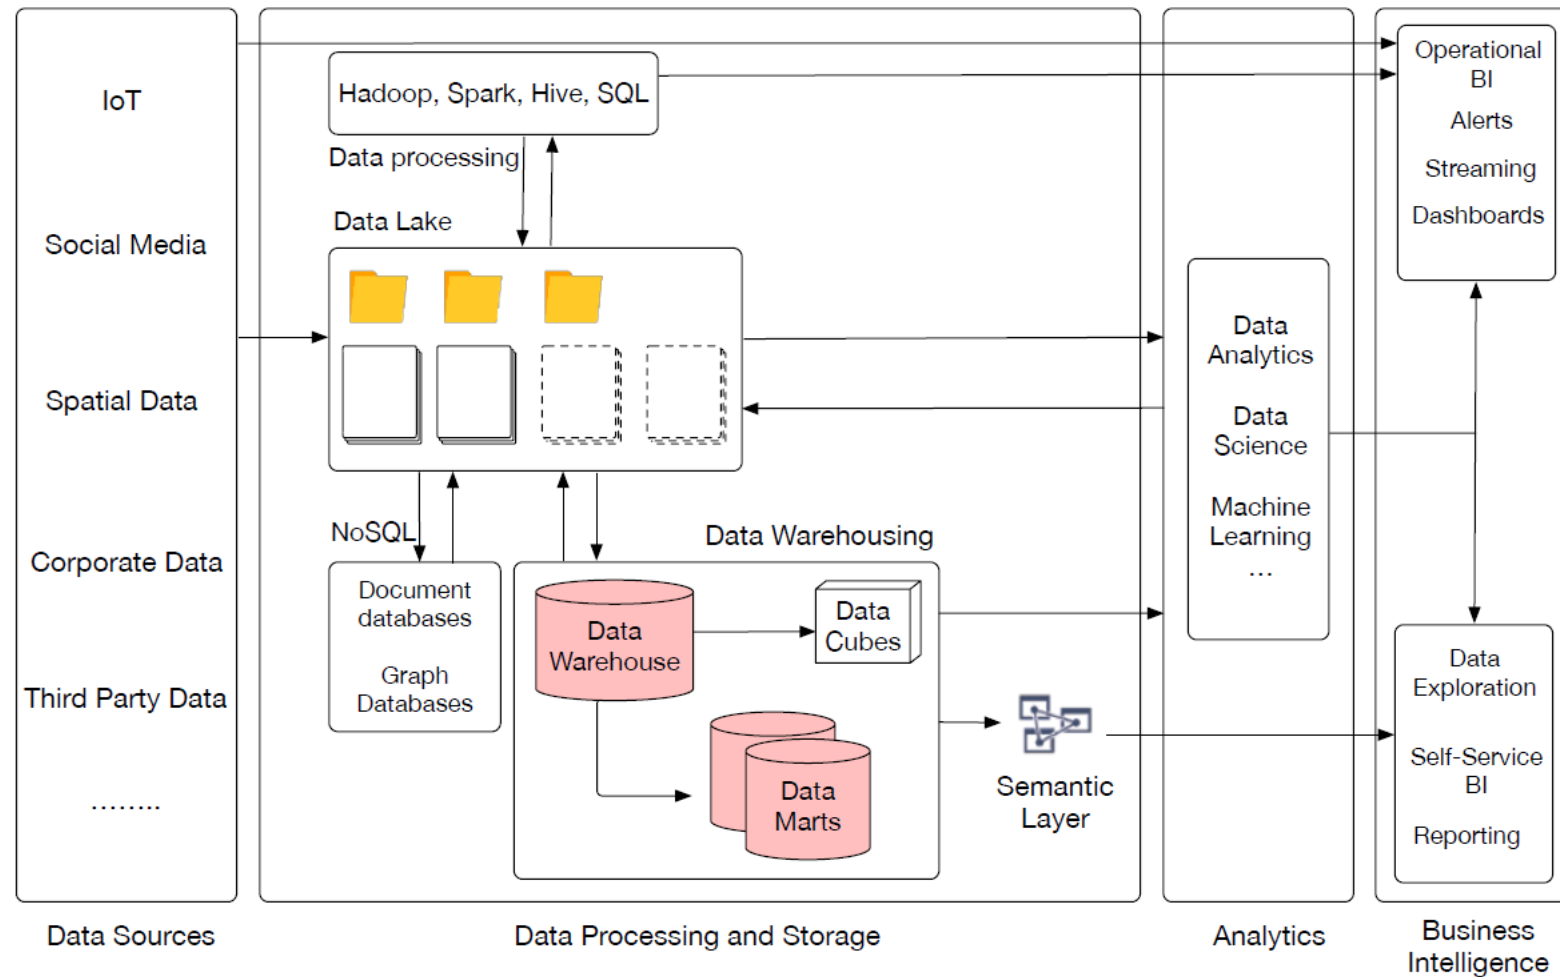 IoT
Social Media
Spatial Data
Corporate Data
Third Party Data
........
Data Sources
Hadoop, Spark, Hive, SQL
Data processing
Data Lake
NoSQL
Document
databases
Graph
Databases
Data Warehousing
Data
Warehouse
Data
Cubes
Data
Marts
Semantic
Layer
Data Processing and Storage
Data
Analytics
Data
Science
Machine
Learning
...
Analytics
Operational
BI
Alerts
Streaming
Dashboards
Data
Exploration
Self-Service
BI
Reporting
Business
Intelligence